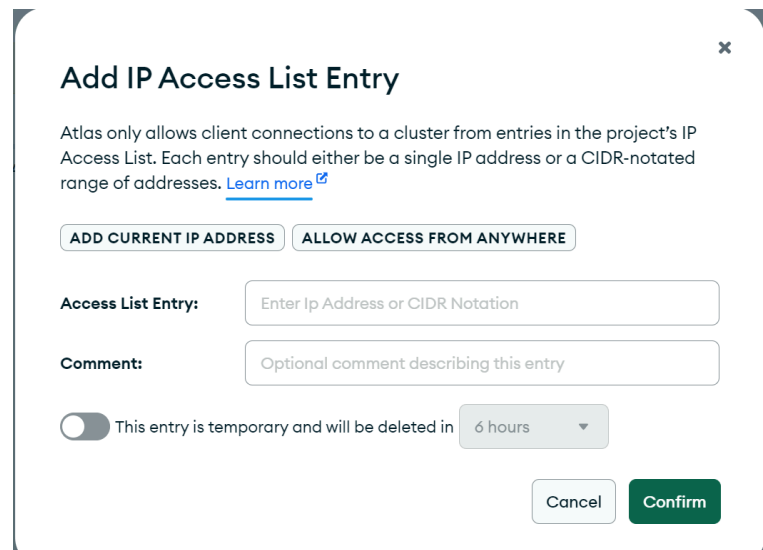 Add IP Access List Entry
Atlas only allows client connections to a cluster from entries in the project's IP
Access List. Each entry should either be a single IP address or a CIDR-notated
range of addresses. Learn more
ADD CURRENT IP ADDRESS ALLOW ACCESS FROM ANYWHERE
Access List Entry: Enter Ip Address or CIDR Notation
Comment: Optional comment describing this entry
This entry is temporary and will be deleted in 6 hours
Cancel Confirm